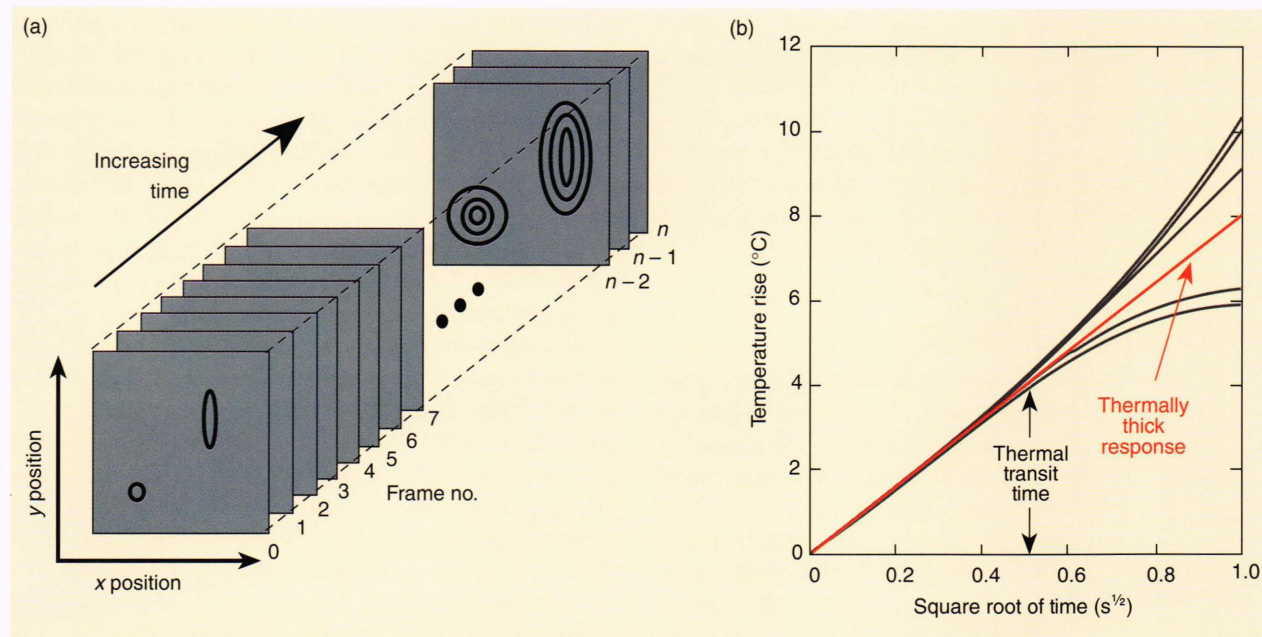 (a)
Increasing
time
n
n – 1
n – 2
7
6
5
4
3
2
1
0
Frame no.
y position
x position
(b)
12
10
8
6
4
2
0
Temperature rise (°C)
Thermally
thick
response
Thermal
transit
time
0 0.2 0.4 0.6 0.8 1.0
Square root of time (s½)